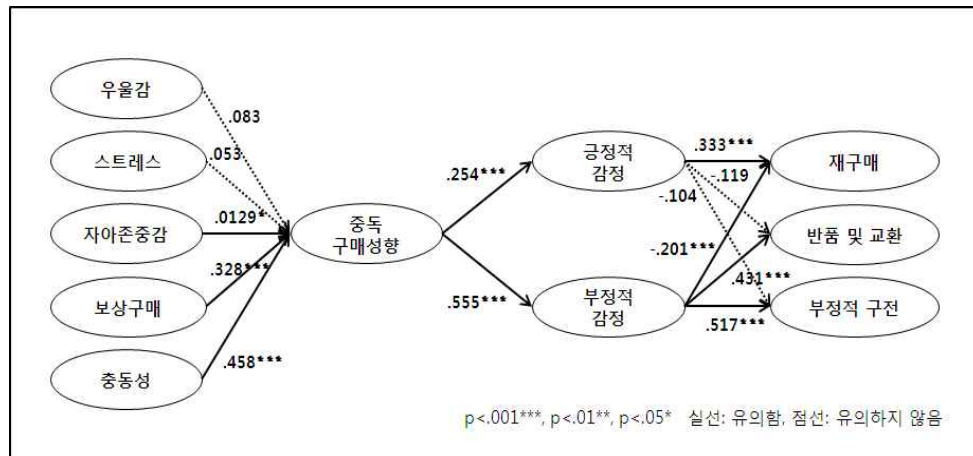 우울감
.083
스트레스
.053
자아존중감
.0129*
보상구매
.328***
충동성
.458***
중독
구매성향
.254***
.555***
긍정적
감정
부정적
감정
.333***
-.119
-.104
-.201***
.431***
.517***
재구매
반품 및 교환
부정적 구전
p<.001***, p<.01**, p<.05* 실선: 유의함, 점선: 유의하지 않음